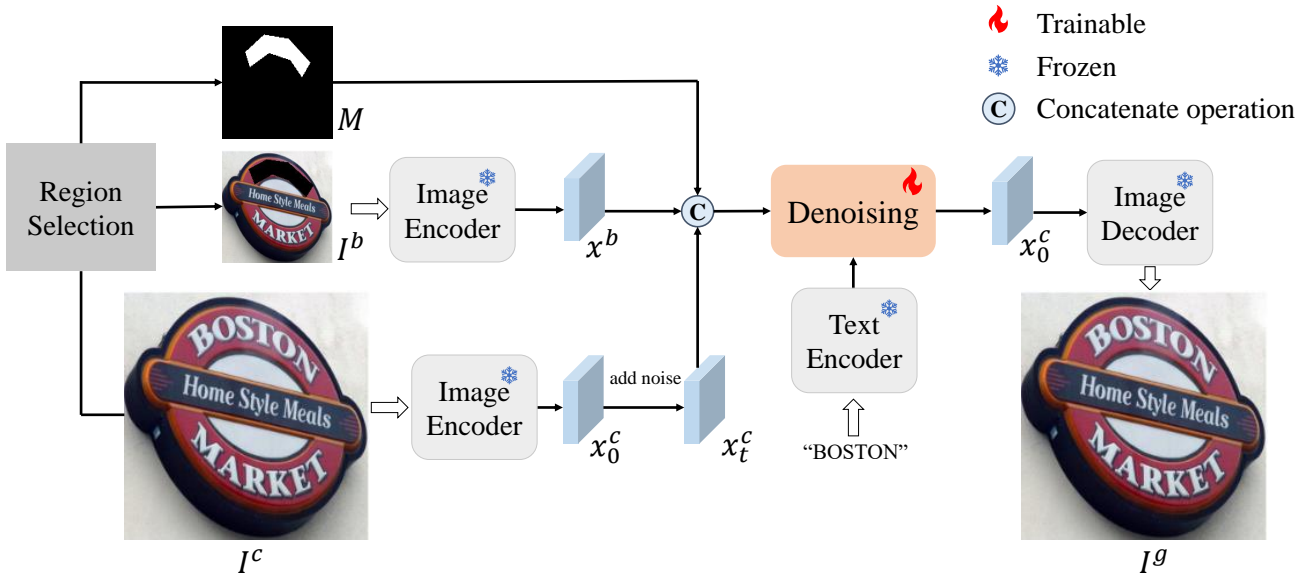 Trainable
Frozen
C Concatenate operation
M
Region
Selection
Home Style Meals
MARKET
I^b
Image
Encoder
x^b
C
Denoising
x_0^c
Image
Decoder
BOSTON
Home Style Meals
MARKET
I^c
Image
Encoder
x_0^c
add noise
x_t^c
Text
Encoder
“BOSTON”
BOSTON
Home Style Meals
MARKET
I^g